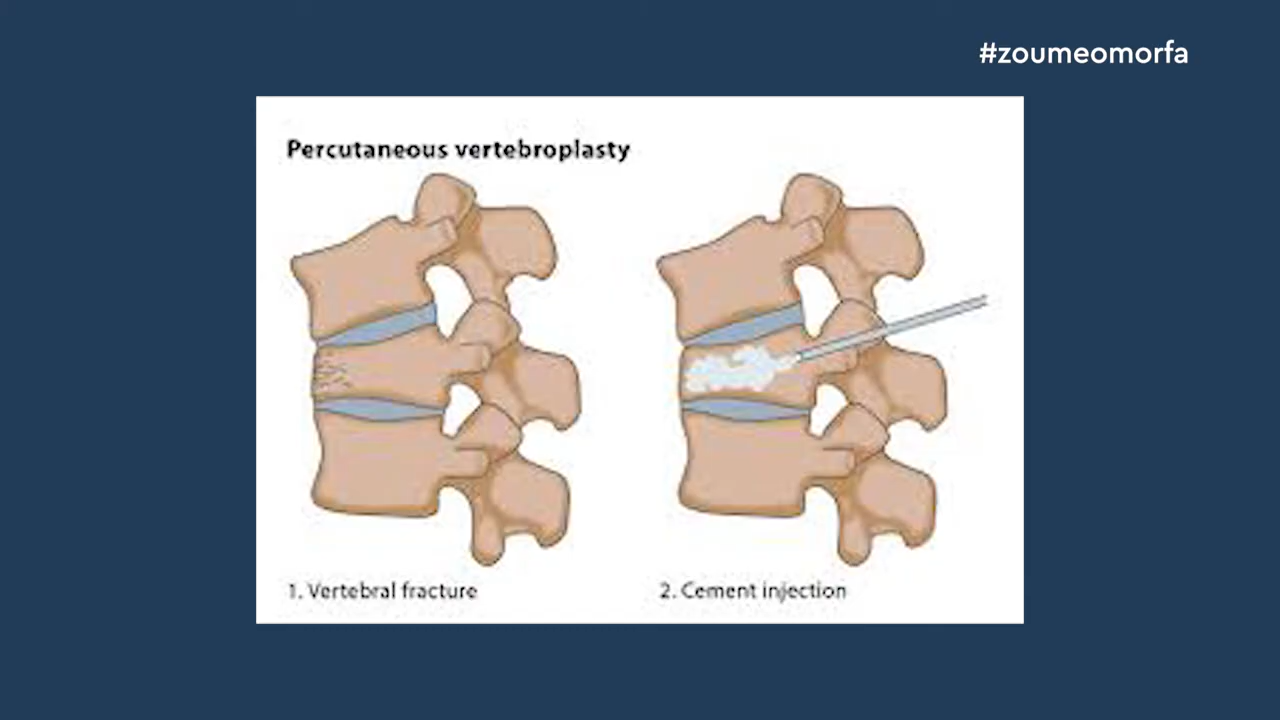 #zoumeomorfa
Percutaneous vertebroplasty
1. Vertebral fracture
2. Cement injection